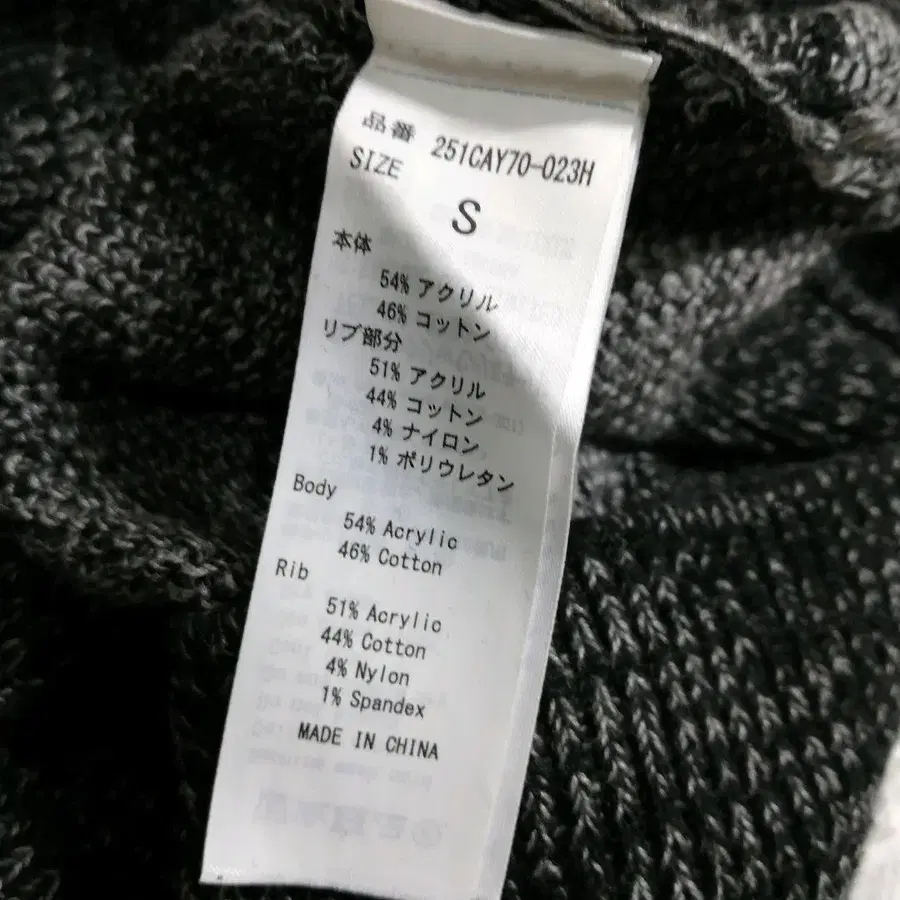 品番 251CAY70-023H
SIZE
S
本体
54% アクリル
46% コットン
リブ部分
51% アクリル
44% コットン
4% ナイロン
1% ポリウレタン
Body
54% Acrylic
46% Cotton
Rib
51% Acrylic
44% Cotton
4% Nylon
1% Spandex
MADE IN CHINA